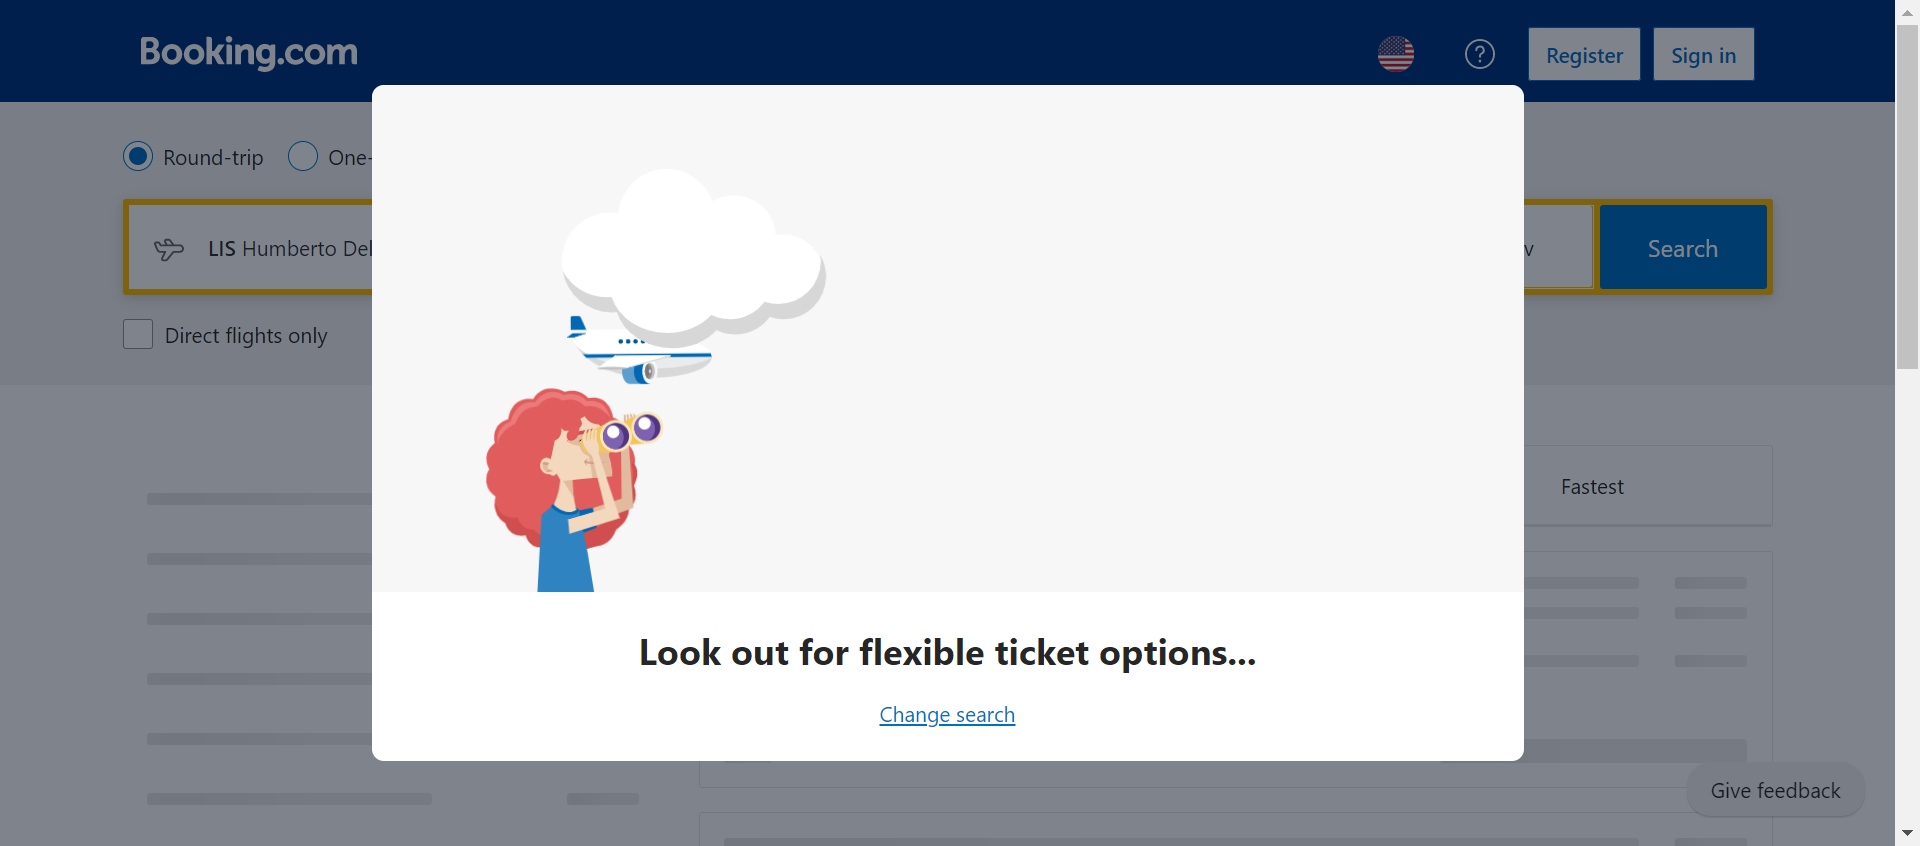 Booking.com
?
Register
Sign in
Round-trip
One-
LIS Humberto Del
Search
Direct flights only
Fastest
Look out for flexible ticket options...
Change search
Give feedback